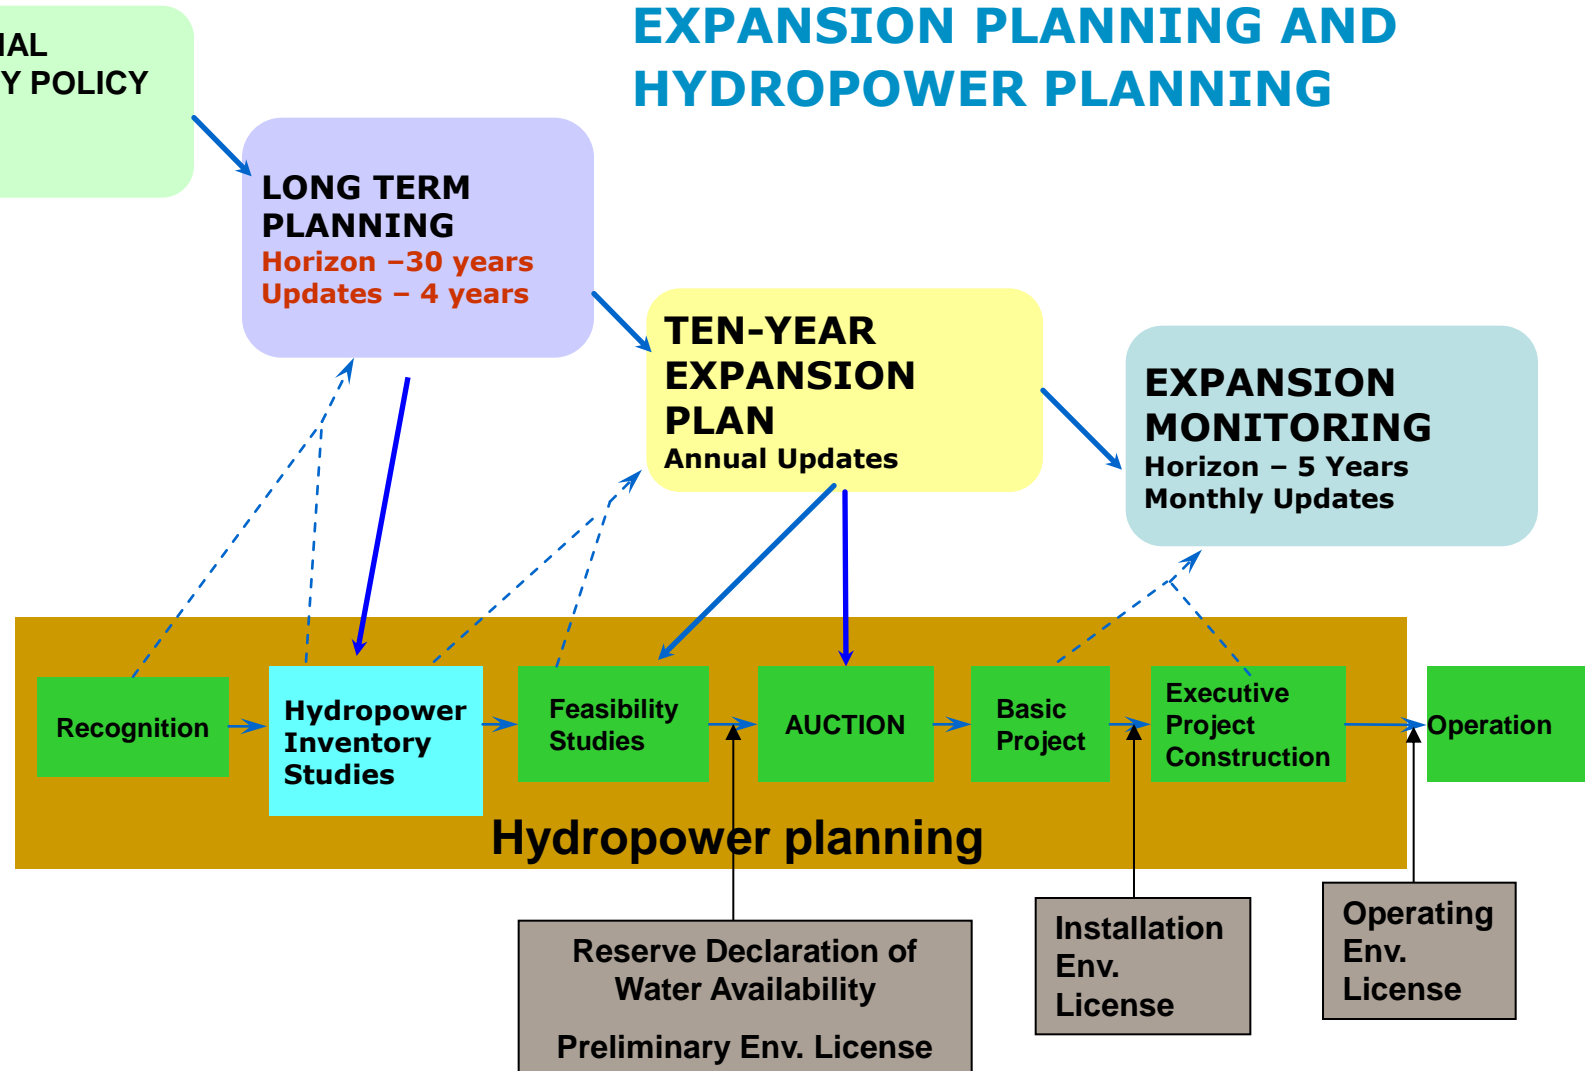 EXPANSION PLANNING AND
HYDROPOWER PLANNING
POLICY
LONG TERM
PLANNING
Horizon –30 years
Updates – 4 years
TEN-YEAR
EXPANSION
PLAN
Annual Updates
EXPANSION
MONITORING
Horizon – 5 Years
Monthly Updates
Recognition
Hydropower
Inventory
Studies
Feasibility
Studies
AUCTION
Basic
Project
Executive
Project
Construction
Operation
Hydropower planning
Reserve Declaration of
Water Availability
Preliminary Env. License
Installation
Env.
License
Operating
Env.
License